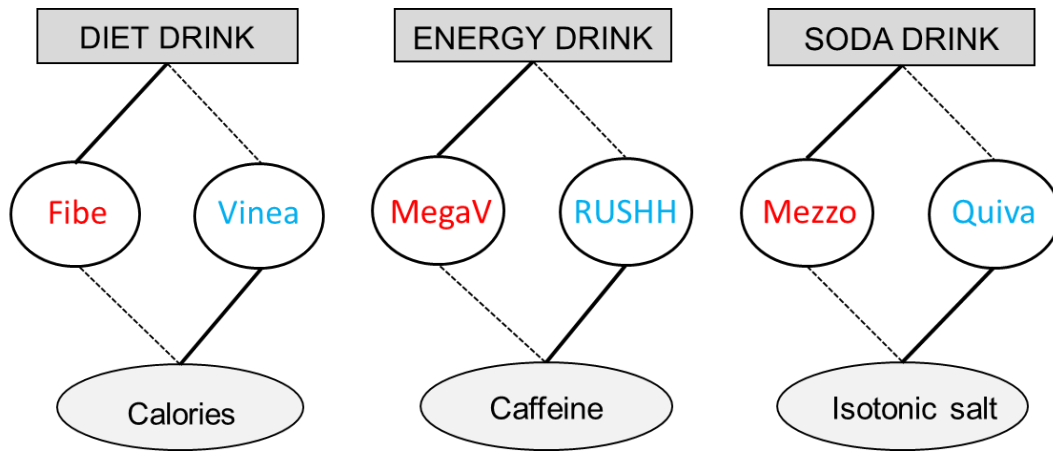 DIET DRINK
ENERGY DRINK
SODA DRINK
Fibe
Vinea
MegaV
RUSHH
Mezzo
Quiva
Calories
Caffeine
Isotonic salt